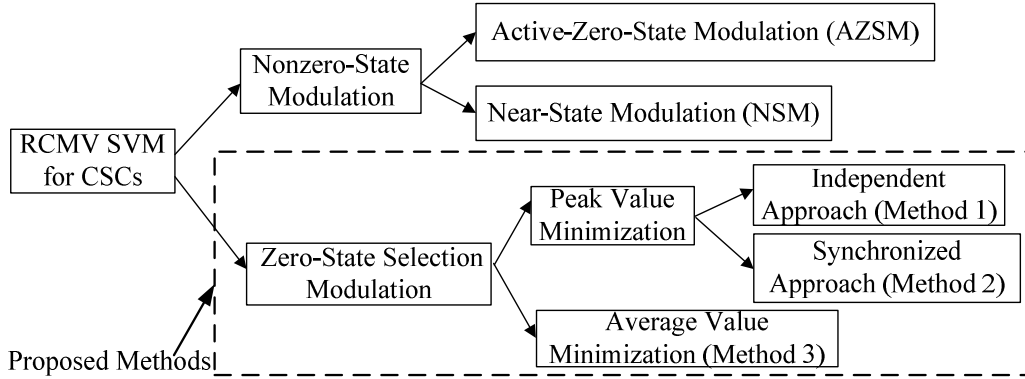 RCMV SVM
for CSCs
Nonzero-State
Modulation
Active-Zero-State Modulation (AZSM)
Near-State Modulation (NSM)
Zero-State Selection
Modulation
Peak Value
Minimization
Independent
Approach (Method 1)
Synchronized
Approach (Method 2)
Average Value
Minimization (Method 3)
Proposed Methods